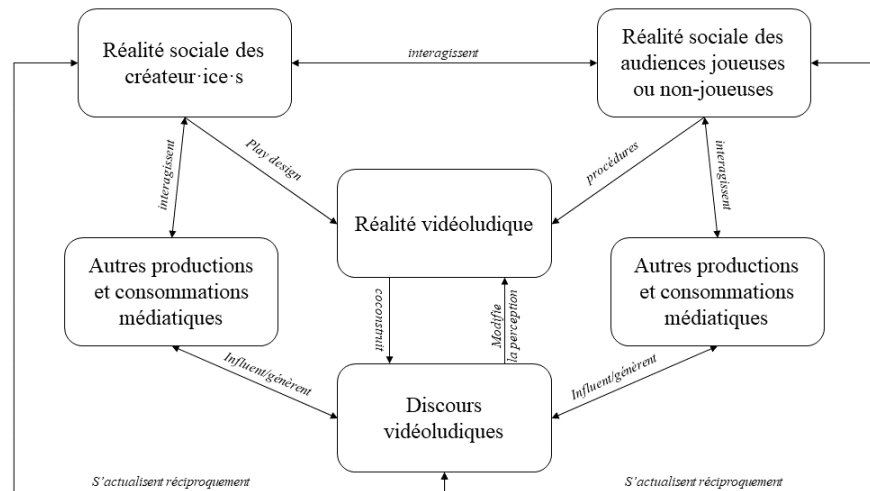 Réalité sociale des
créateur·ice·s
interagissent
Réalité sociale des
audiences joueuses
ou non-joueuses
interagissent
Play design
procédures
interagissent
Réalité vidéoludique
Autres productions
et consommations
médiatiques
Autres productions
et consommations
médiatiques
coconstruit
Modifie
la perception
Influent/génèrent
Influent/génèrent
Discours
vidéoludiques
S'actualisent réciproquement
S'actualisent réciproquement